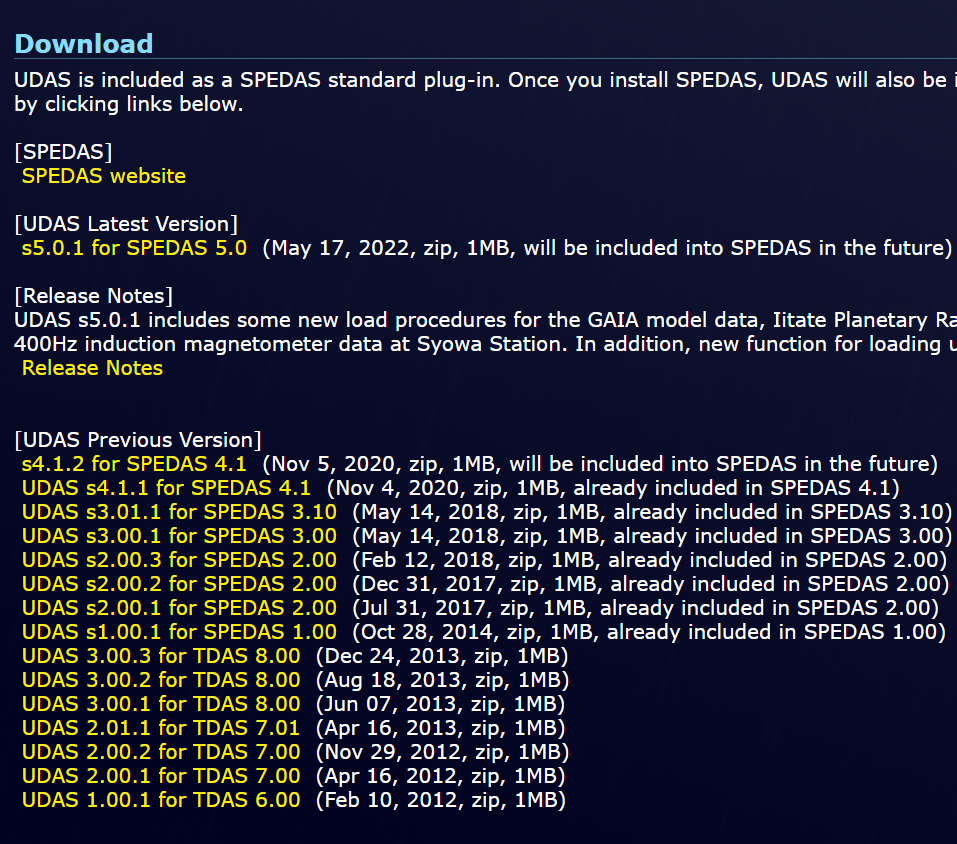 Download
UDAS is included as a SPEDAS standard plug-in. Once you install SPEDAS, UDAS will also be
by clicking links below.
[SPEDAS]
SPEDAS website
[UDAS Latest Version]
s5.0.1 for SPEDAS 5.0 (May 17, 2022, zip, 1MB, will be included into SPEDAS in the future)
[Release Notes]
UDAS s5.0.1 includes some new load procedures for the GAIA model data, Iitate Planetary Ra
400Hz induction magnetometer data at Syowa Station. In addition, new function for loading
Release Notes
[UDAS Previous Version]
s4.1.2 for SPEDAS 4.1 (Nov 5, 2020, zip, 1MB, will be included into SPEDAS in the future)
UDAS s4.1.1 for SPEDAS 4.1 (Nov 4, 2020, zip, 1MB, already included in SPEDAS 4.1)
UDAS s3.01.1 for SPEDAS 3.10 (May 14, 2018, zip, 1MB, already included in SPEDAS 3.10)
UDAS s3.00.1 for SPEDAS 3.00 (May 14, 2018, zip, 1MB, already included in SPEDAS 3.00)
UDAS s2.00.3 for SPEDAS 2.00 (Feb 12, 2018, zip, 1MB, already included in SPEDAS 2.00)
UDAS s2.00.2 for SPEDAS 2.00 (Dec 31, 2017, zip, 1MB, already included in SPEDAS 2.00)
UDAS s2.00.1 for SPEDAS 2.00 (Jul 31, 2017, zip, 1MB, already included in SPEDAS 2.00)
UDAS s1.00.1 for SPEDAS 1.00 (Oct 28, 2014, zip, 1MB, already included in SPEDAS 1.00)
UDAS 3.00.3 for TDAS 8.00 (Dec 24, 2013, zip, 1MB)
UDAS 3.00.2 for TDAS 8.00 (Aug 18, 2013, zip, 1MB)
UDAS 3.00.1 for TDAS 8.00 (Jun 07, 2013, zip, 1MB)
UDAS 2.01.1 for TDAS 7.01 (Apr 16, 2013, zip, 1MB)
UDAS 2.00.2 for TDAS 7.00 (Nov 29, 2012, zip, 1MB)
UDAS 2.00.1 for TDAS 7.00 (Apr 16, 2012, zip, 1MB)
UDAS 1.00.1 for TDAS 6.00 (Feb 10, 2012, zip, 1MB)